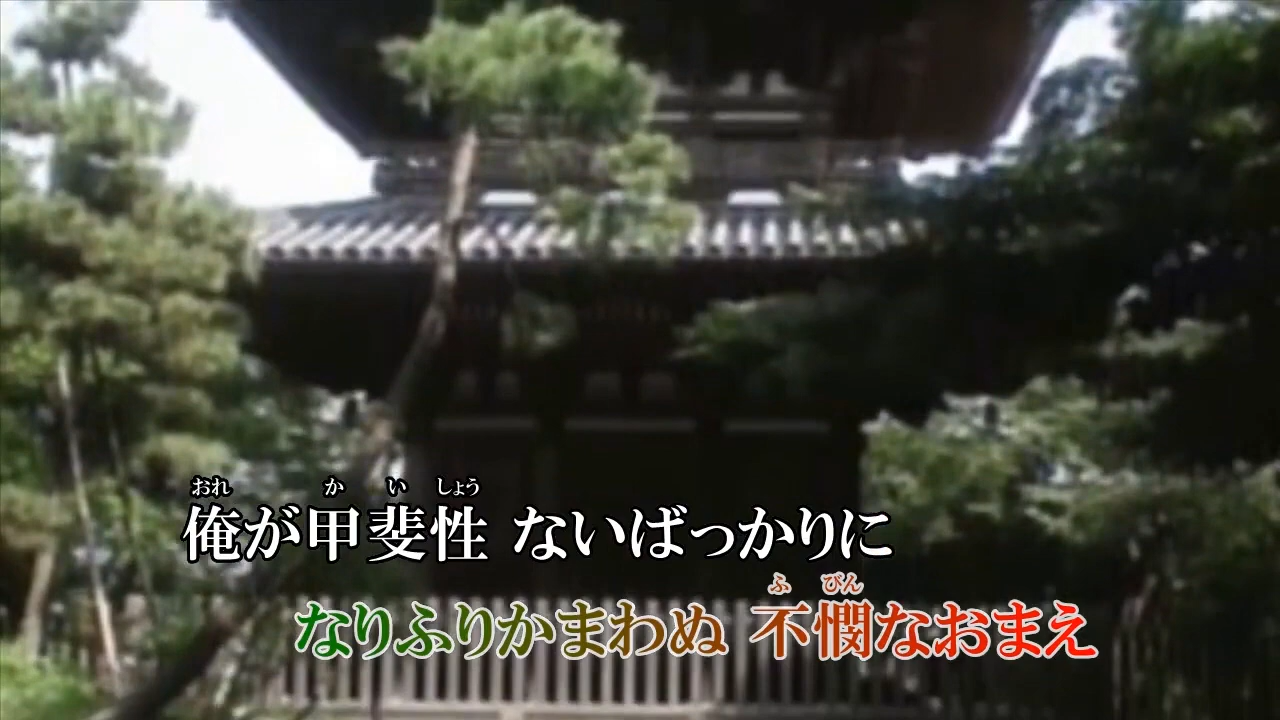 おれ か い しょう
俺が甲斐性 ないばっかりに
ふ びん
なりふりかまわぬ 不憫なおまえ